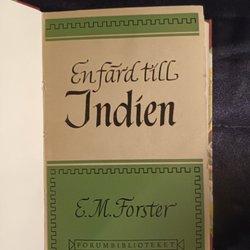 En färd till
Indien
E.M. Forster
FORUMBIBLIOTEKET